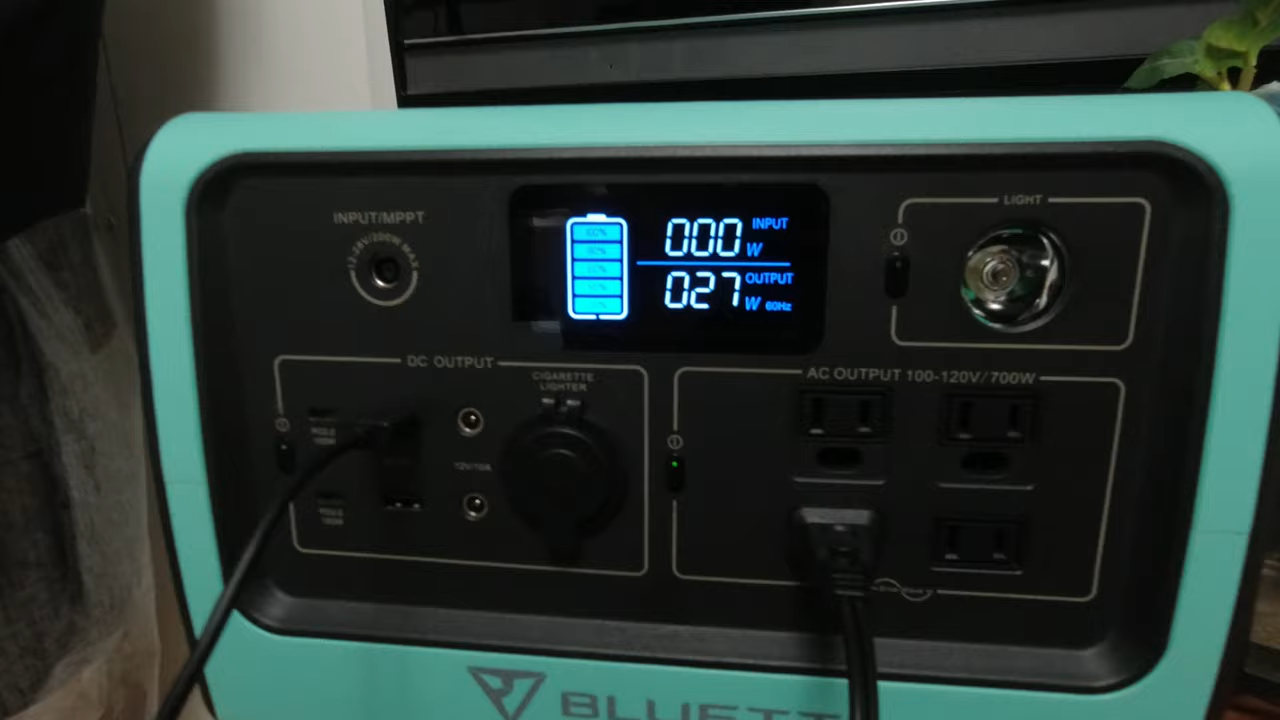 INPUT/MPPT
LIGHT
100%
000 INPUT
W
027 OUTPUT
W 60Hz
DC OUTPUT
CIGARETTE
LIGHTER
12V/10A
AC OUTPUT 100-120V/700W
BLUETT